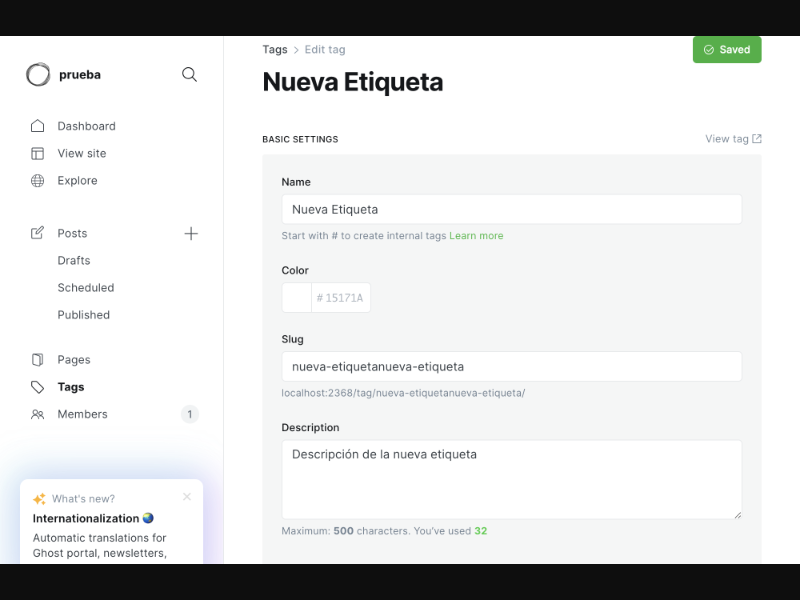 Tags > Edit tag
Saved
prueba
Nueva Etiqueta
Dashboard
View site
Explore
BASIC SETTINGS
View tag
Name
Nueva Etiqueta
Start with # to create internal tags Learn more
Posts
Drafts
Scheduled
Published
Color
# 15171A
Slug
nueva-etiquetanueva-etiqueta
localhost:2368/tag/nueva-etiquetanueva-etiqueta/
Pages
Tags
Members 1
Description
Descripción de la nueva etiqueta
Maximum: 500 characters. You've used 32
What's new?
Internationalization
Automatic translations for
Ghost portal, newsletters,